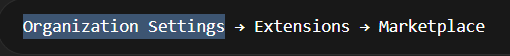 Organization Settings → Extensions → Marketplace